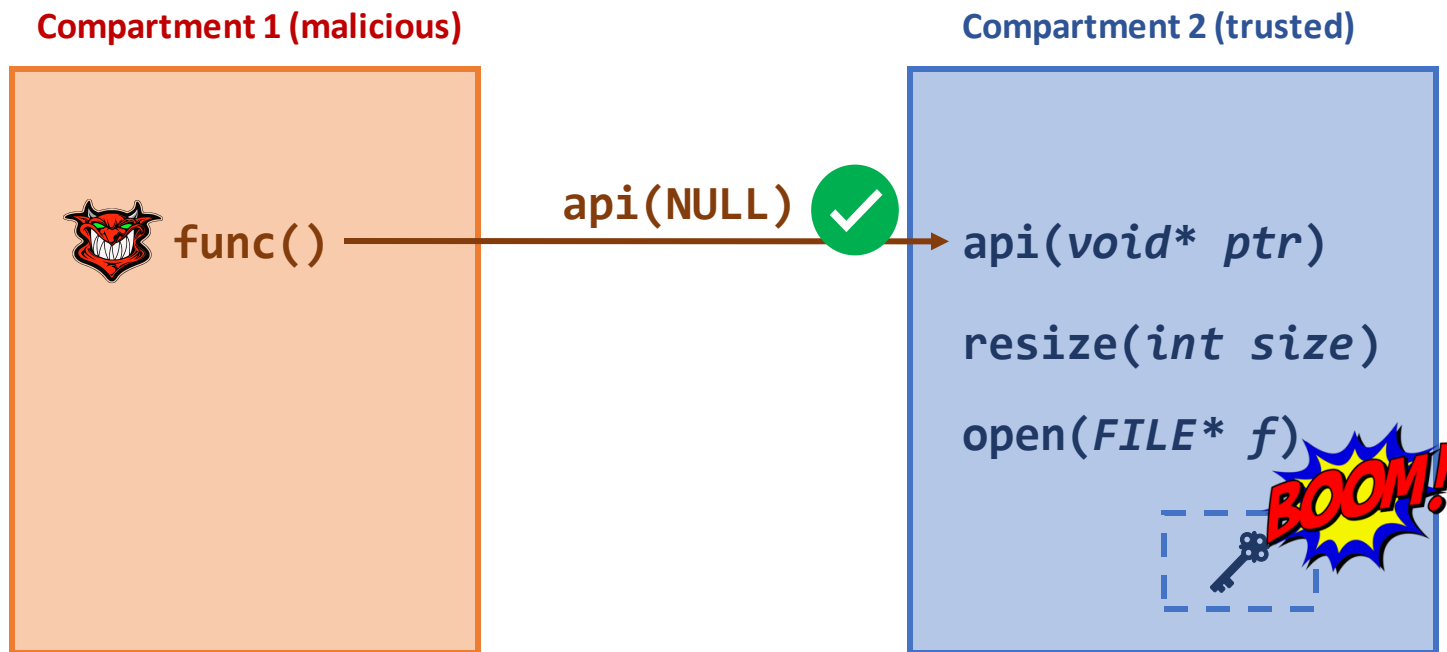 Compartment 1 (malicious)
Compartment 2 (trusted)
api(NULL)
func()
api(void* ptr)
resize(int size)
open(FILE* f)
BOOM!